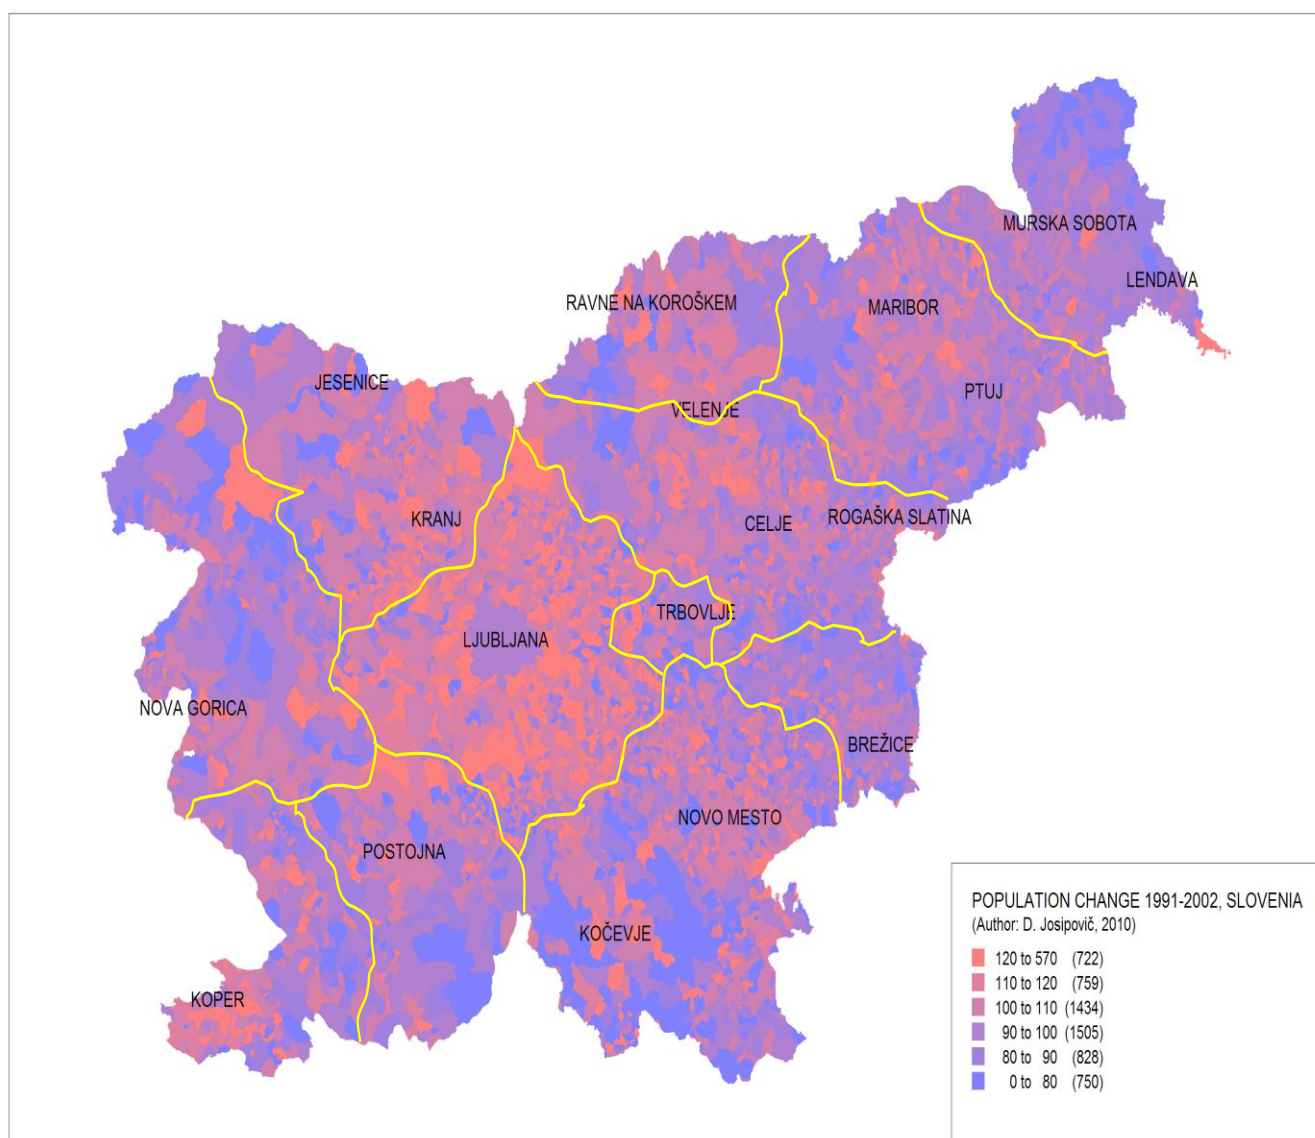 MURSKA SOBOTA
LENDAVA
RAVNE NA KOROŠKEM
MARIBOR
JESENICE
PTUJ
VELENJE
KRANJ
CELJE
ROGAŠKA SLATINA
TRBOVLJE
LJUBLJANA
NOVA GORICA
BREŽICE
NOVO MESTO
POSTOJNA
KOČEVJE
KOPER
POPULATION CHANGE 1991-2002, SLOVENIA
(Author: D. Josipovič, 2010)
120 to 570 (722)
110 to 120 (759)
100 to 110 (1434)
90 to 100 (1505)
80 to 90 (828)
0 to 80 (750)